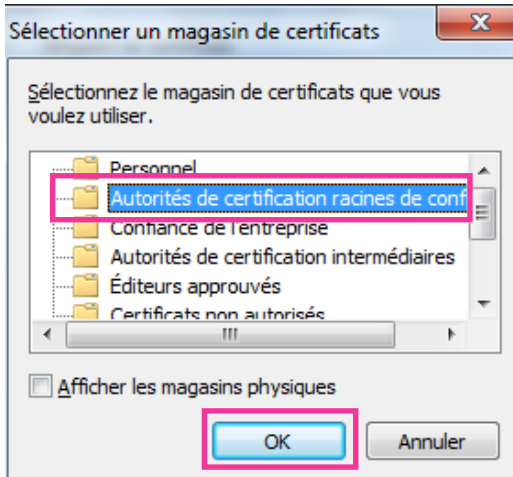 Sélectionner un magasin de certificats
Sélectionnez le magasin de certificats que vous
voulez utiliser.
Personnel
Autorités de certification racines de conf
Confiance de l'entreprise
Autorités de certification intermédiaires
Éditeurs approuvés
Certificats non autorisés
Afficher les magasins physiques
OK Annuler